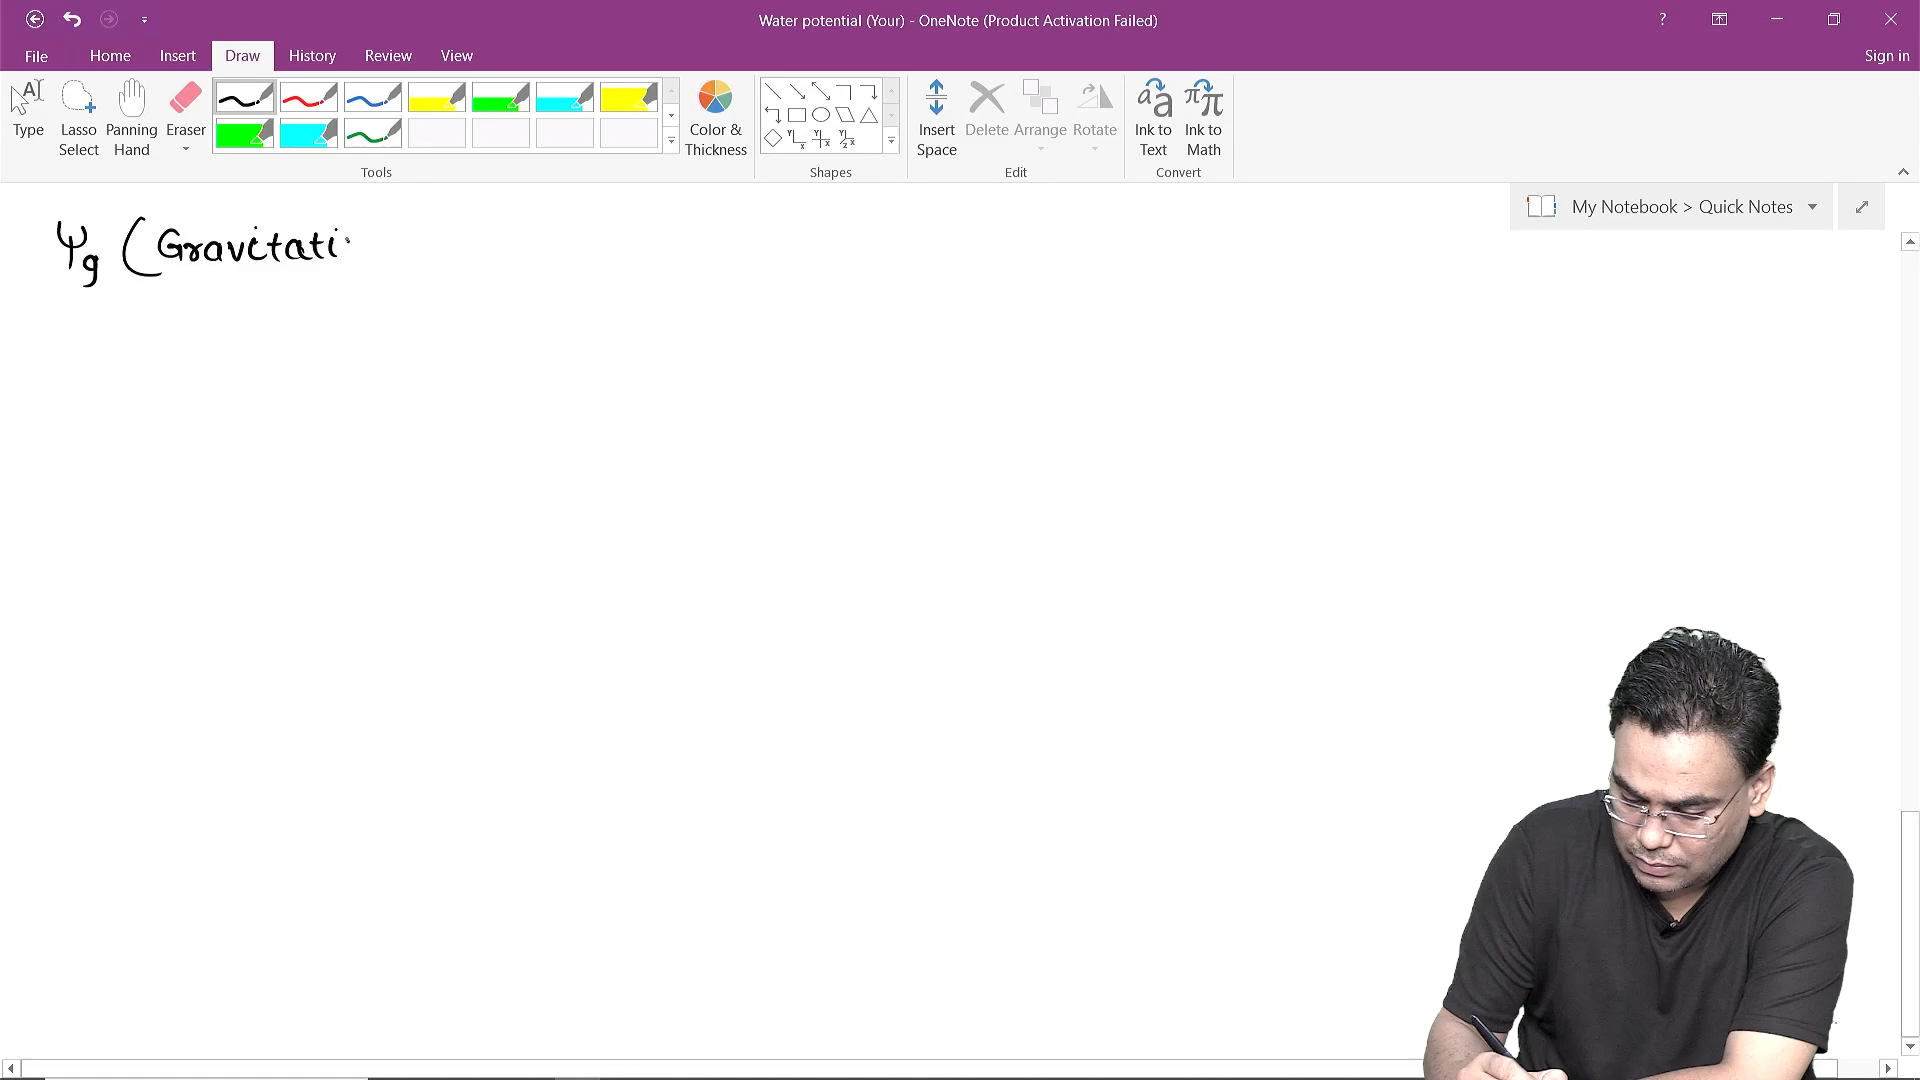 Water potential (Your) - OneNote (Product Activation Failed)
?
File Home Insert Draw History Review View
Sign in
Type
Lasso Select
Panning Hand
Eraser
Color & Thickness
Insert Space
Delete
Arrange
Rotate
Ink to Text
Ink to Math
Tools
Shapes
Edit
Convert
My Notebook > Quick Notes
Ψg (Gravitati